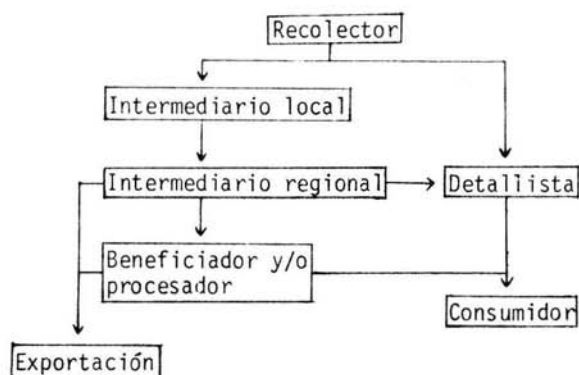 Recolector
Intermediario local
Intermediario regional
Detallista
Beneficiador y/o
procesador
Consumidor
Exportación